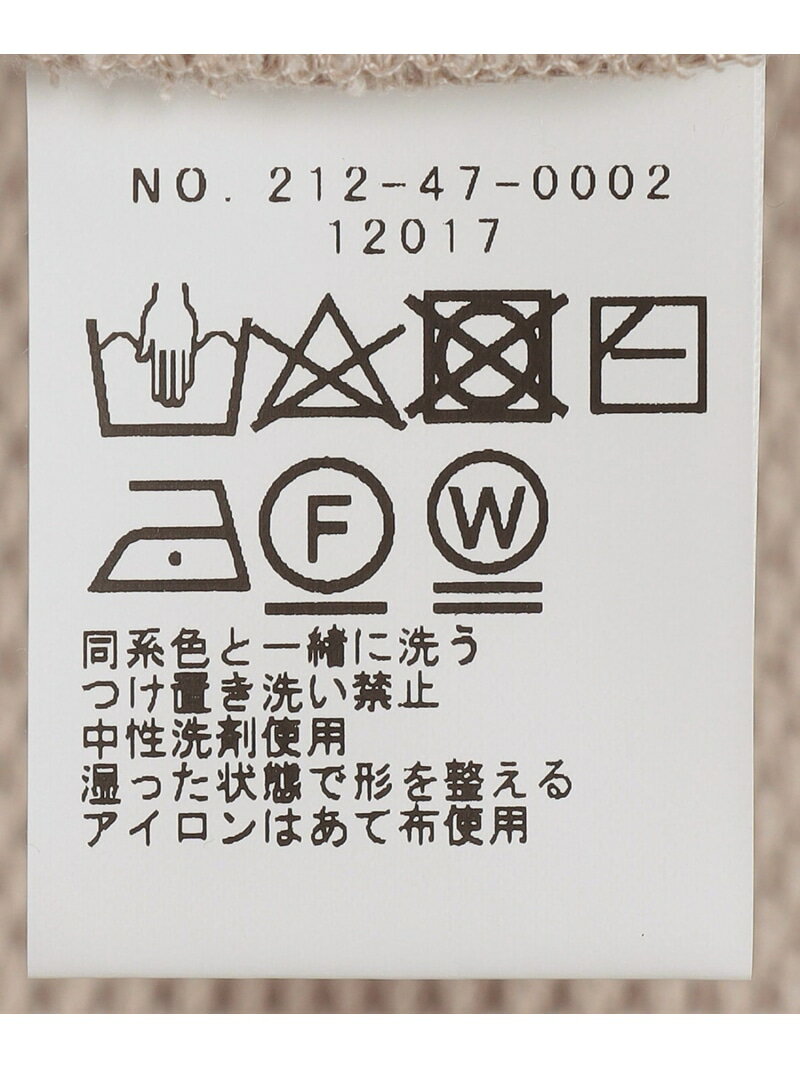 NO. 212-47-0002
12017
F W
同系色と一緒に洗う
つけ置き洗い禁止
中性洗剤使用
湿った状態で形を整える
アイロンはあて布使用